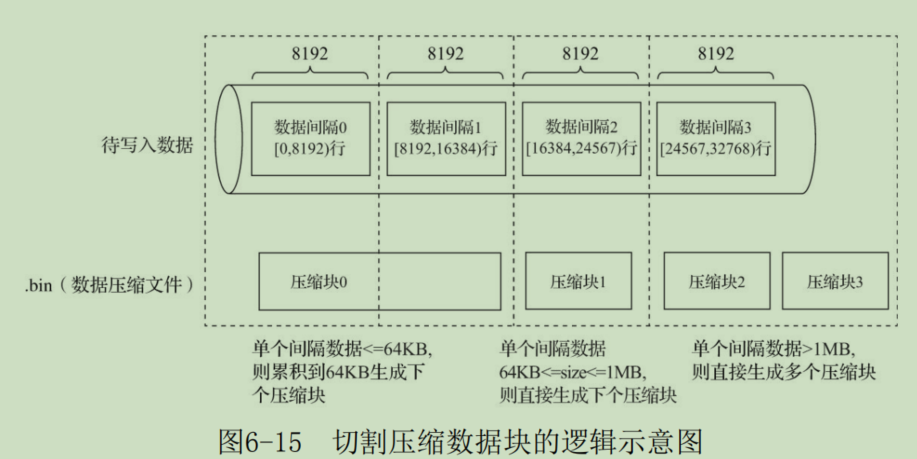 8192 8192 8192 8192
待写入数据
数据间隔0
[0,8192)行
数据间隔1
[8192,16384)行
数据间隔2
[16384,24567)行
数据间隔3
[24567,32768)行
.bin（数据压缩文件）
压缩块0
压缩块1
压缩块2
压缩块3
单个间隔数据<=64KB,
则累积到64KB生成下
个压缩块
单个间隔数据
64KB<=size<=1MB,
则直接生成下个压缩块
单个间隔数据>1MB,
则直接生成多个压缩块
图6-15 切割压缩数据块的逻辑示意图